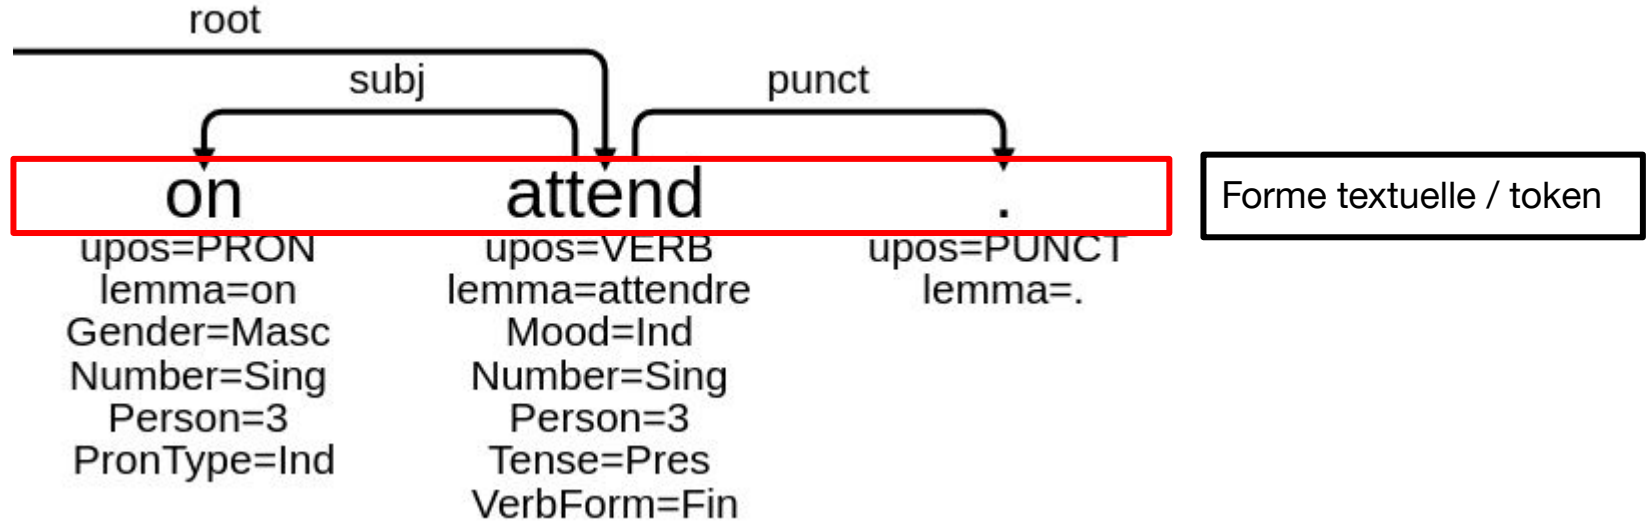 root
subj punct
on attend .
Forme textuelle / token
upos=PRON upos=VERB upos=PUNCT
lemma=on lemma=attendre lemma=.
Gender=Masc Mood=Ind
Number=Sing Number=Sing
Person=3 Person=3
PronType=Ind Tense=Pres
VerbForm=Fin